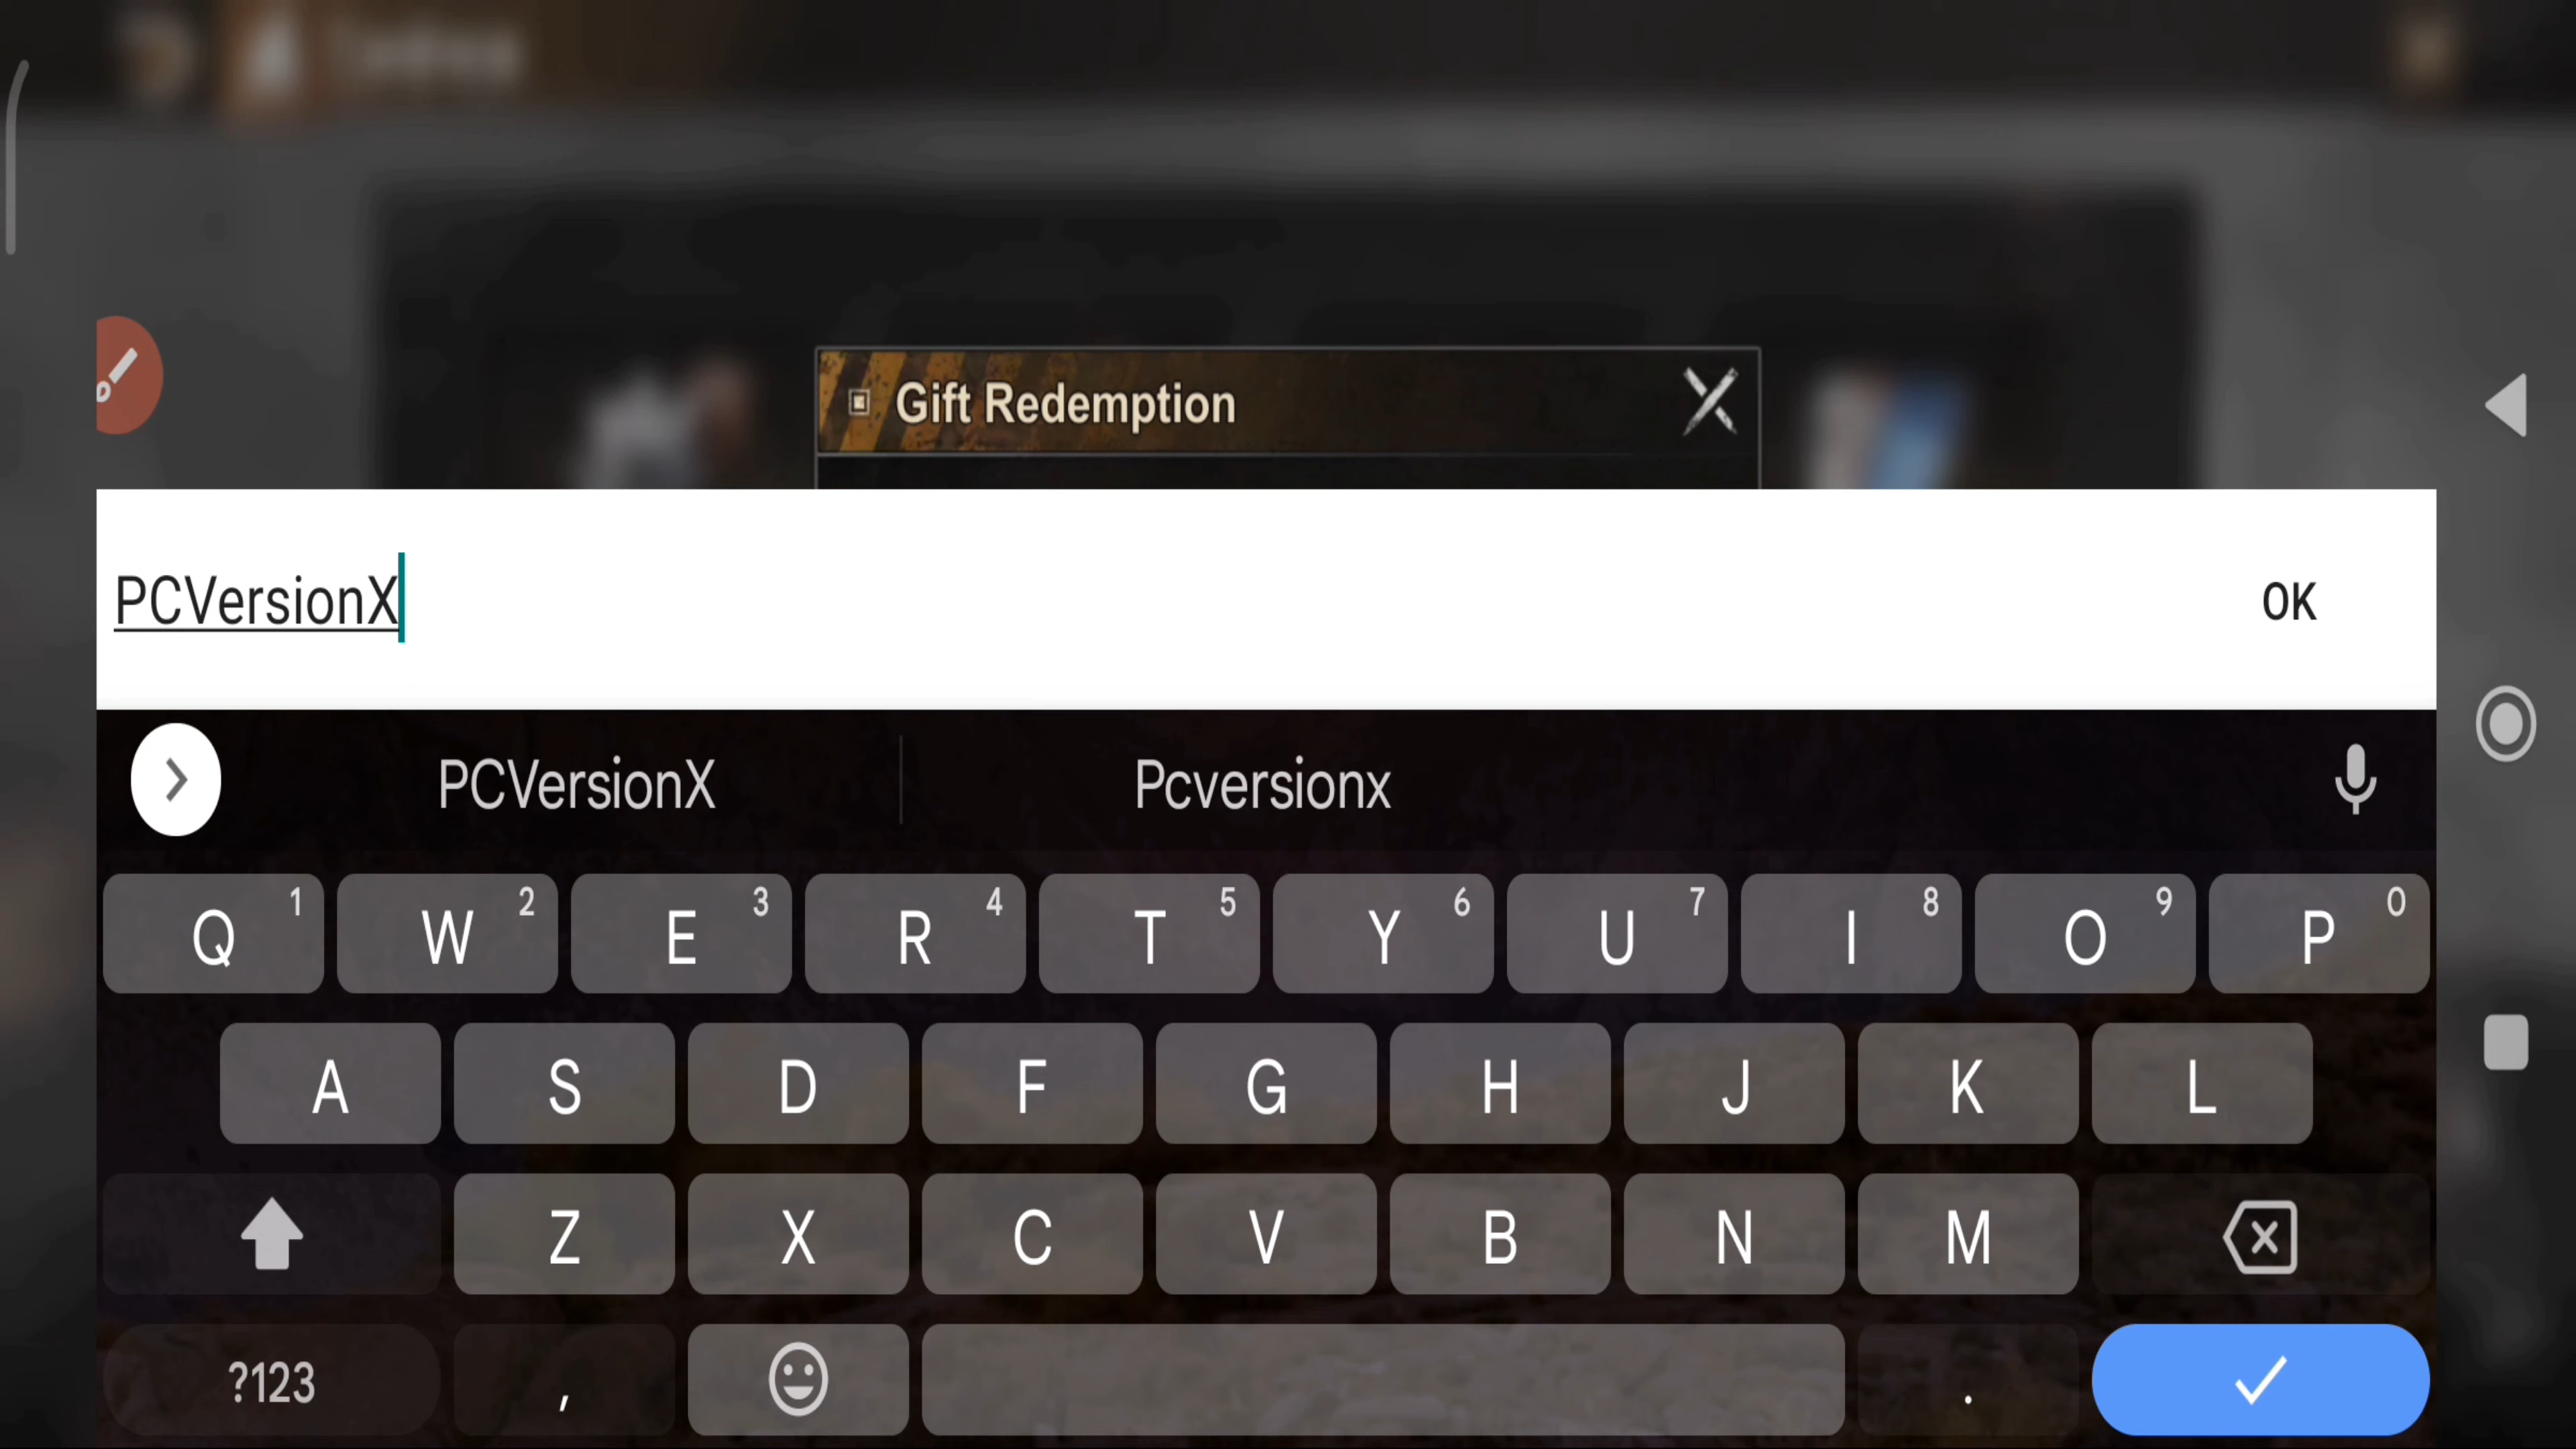 Gift Redemption
PCVersionX
OK
PCVersionX Pcversionx
Q 1 W 2 E 3 R 4 T 5 Y 6 U 7 I 8 O 9 P 0
A S D F G H J K L
Z X C V B N M
?123 , .